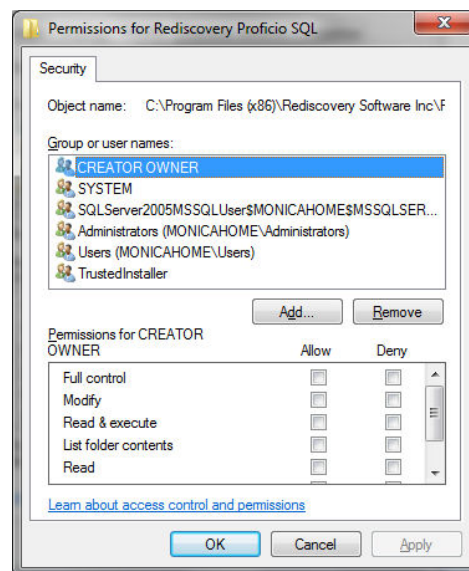 Permissions for Rediscovery Proficio SQL
Security
Object name: C:\Program Files (x86)\Rediscovery Software Inc\F
Group or user names:
CREATOR OWNER
SYSTEM
SQLServer2005MSSQLUser$MONICAHOME$MSSQLSER...
Administrators (MONICAHOME\Administrators)
Users (MONICAHOME\Users)
TrustedInstaller
Add... Remove
Permissions for CREATOR
OWNER Allow Deny
Full control
Modify
Read & execute
List folder contents
Read
Learn about access control and permissions
OK Cancel Apply